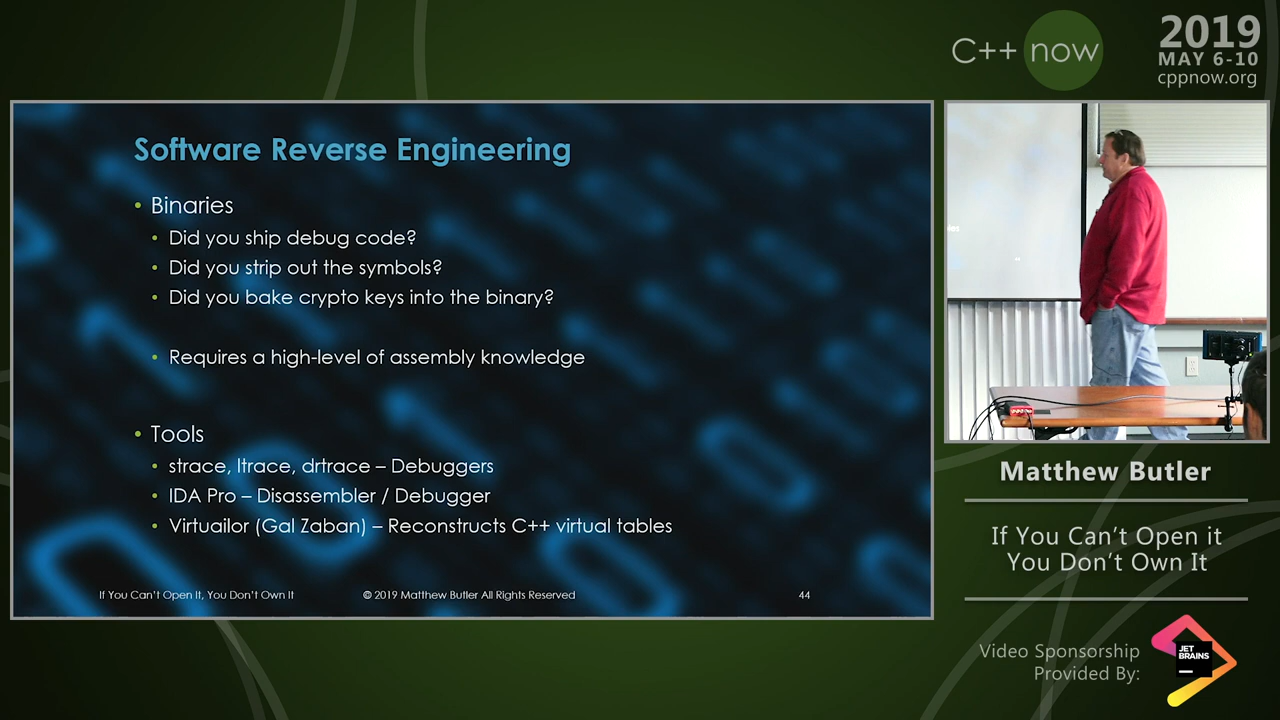 C++ now
2019
MAY 6-10
cppnow.org
Software Reverse Engineering
• Binaries
• Did you ship debug code?
• Did you strip out the symbols?
• Did you bake crypto keys into the binary?
• Requires a high-level of assembly knowledge
• Tools
• strace, ltrace, drtrace – Debuggers
• IDA Pro – Disassembler / Debugger
• Virtuailor (Gal Zaban) – Reconstructs C++ virtual tables
If You Can’t Open It, You Don’t Own It
© 2019 Matthew Butler All Rights Reserved
44
Matthew Butler
If You Can’t Open it
You Don’t Own It
Video Sponsorship
Provided By:
JET
BRAINS